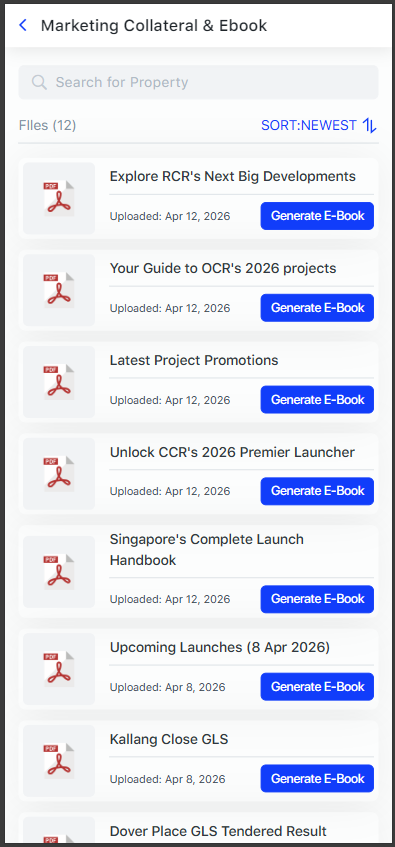 Marketing Collateral & Ebook
Search for Property
FIles (12)
SORT:NEWEST
PDF
Explore RCR's Next Big Developments
Uploaded: Apr 12, 2026
Generate E-Book
PDF
Your Guide to OCR's 2026 projects
Uploaded: Apr 12, 2026
Generate E-Book
PDF
Latest Project Promotions
Uploaded: Apr 12, 2026
Generate E-Book
PDF
Unlock CCR's 2026 Premier Launcher
Uploaded: Apr 12, 2026
Generate E-Book
PDF
Singapore's Complete Launch
Handbook
Uploaded: Apr 12, 2026
Generate E-Book
PDF
Upcoming Launches (8 Apr 2026)
Uploaded: Apr 8, 2026
Generate E-Book
PDF
Kallang Close GLS
Uploaded: Apr 8, 2026
Generate E-Book
PDF
Dover Place GLS Tendered Result